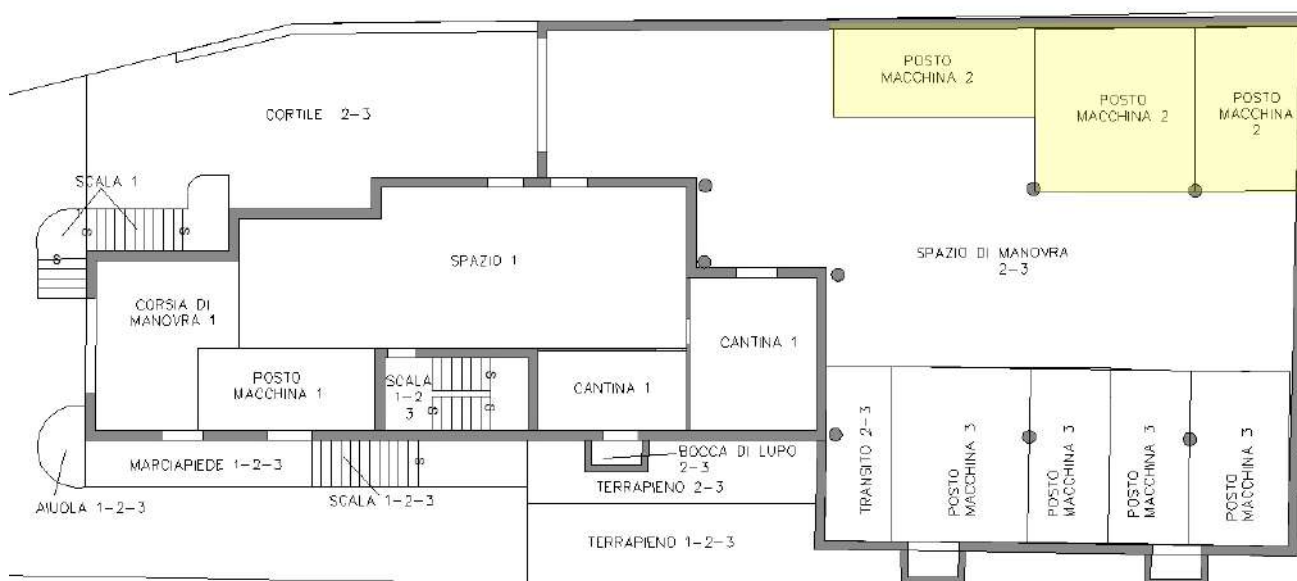 POSTO
MACCHINA 2
POSTO
MACCHINA 2
POSTO
MACCHINA
2
CORTILE 2-3
SCALA 1
S
S
S
SPAZIO 1
SPAZIO DI MANOVRA
2-3
CORSIA DI
MANOVRA 1
CANTINA 1
POSTO
MACCHINA 1
SCALA
1-2
3
S
S
S
CANTINA 1
TRANSITO 2-3
POSTO
MACCHINA 3
POSTO
MACCHINA 3
POSTO
MACCHINA 3
POSTO
MACCHINA 3
MARCIAPIEDE 1-2-3
S
BOCCA DI LUPO
2-3
TERRAPIENO 2-3
AIUOLA 1-2-3
SCALA 1-2-3
TERRAPIENO 1-2-3